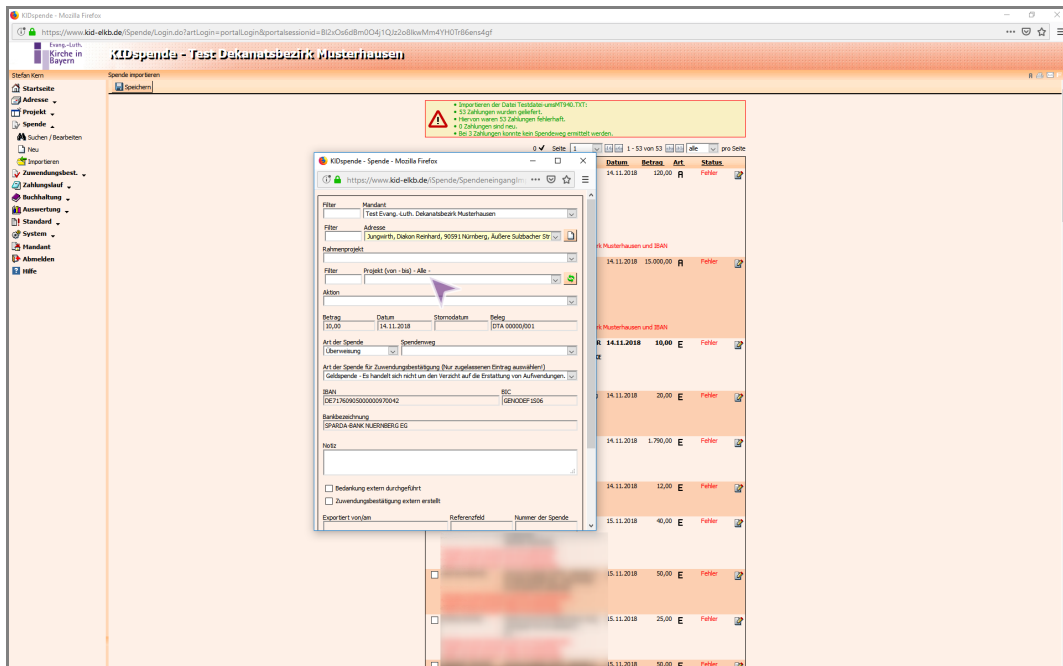 KIDspende - Mozilla Firefox
https://www.kid-elkb.de/iSpende/Login.do?artLogin=portalLogin&portalsessionid=Bl2xOs6dBm0O4j1QJz2o8IkwMm4YH0Tr86ens4gf
Evang.-Luth.
Kirche in
Bayern
KIDspende - Test Dekanatsbezirk Musterhausen
Stefan Kern
Spende importieren
Speichern
Startseite
Adresse
Projekt
Spende
Suchen / Bearbeiten
Neu
Importieren
Zuwendungsbest.
Zahlungslauf
Buchhaltung
Auswertung
Standard
System
Mandant
Abmelden
Hilfe
• Importieren der Datei Testdatei-umsMT940.TXT:
• 53 Zahlungen wurden geliefert.
• Hiervon waren 53 Zahlungen fehlerhaft.
• 0 Zahlungen sind neu.
• Bei 3 Zahlungen konnte kein Spendeweg ermittelt werden.
0 ✔ Seite 1 1 - 53 von 53 alle pro Seite
Datum Betrag Art Status
14.11.2018 120,00 A Fehler
k Musterhausen und IBAN
14.11.2018 15.000,00 A Fehler
k Musterhausen und IBAN
R 14.11.2018 10,00 E Fehler
14.11.2018 20,00 E Fehler
14.11.2018 1.790,00 E Fehler
14.11.2018 12,00 E Fehler
15.11.2018 40,00 E Fehler
15.11.2018 50,00 E Fehler
15.11.2018 25,00 E Fehler
15.11.2018 50,00 E Fehler
KIDspende - Spende - Mozilla Firefox
https://www.kid-elkb.de/iSpende/SpendeneingangIm
Filter Mandant
Test Evang.-Luth. Dekanatsbezirk Musterhausen
Filter Adresse
Jungwirth, Diakon Reinhard, 90591 Nürnberg, Äußere Sulzbacher Str
Rahmenprojekt
Filter Projekt (von - bis) - Alle -
Aktion
Betrag Datum Stornodatum Beleg
10,00 14.11.2018 DTA 00000/001
Art der Spende Spendenweg
Überweisung
Art der Spende für Zuwendungsbestätigung (Nur zugelassenen Eintrag auswählen!)
Geldspende - Es handelt sich nicht um den Verzicht auf die Erstattung von Aufwendungen.
IBAN BIC
DE71760905000000970042 GENODEF1S06
Bankbezeichnung
SPARDA-BANK NUERNBERG EG
Notiz
Bedankung extern durchgeführt
Zuwendungsbestätigung extern erstellt
Exportiert von/am Referenzfeld Nummer der Spende